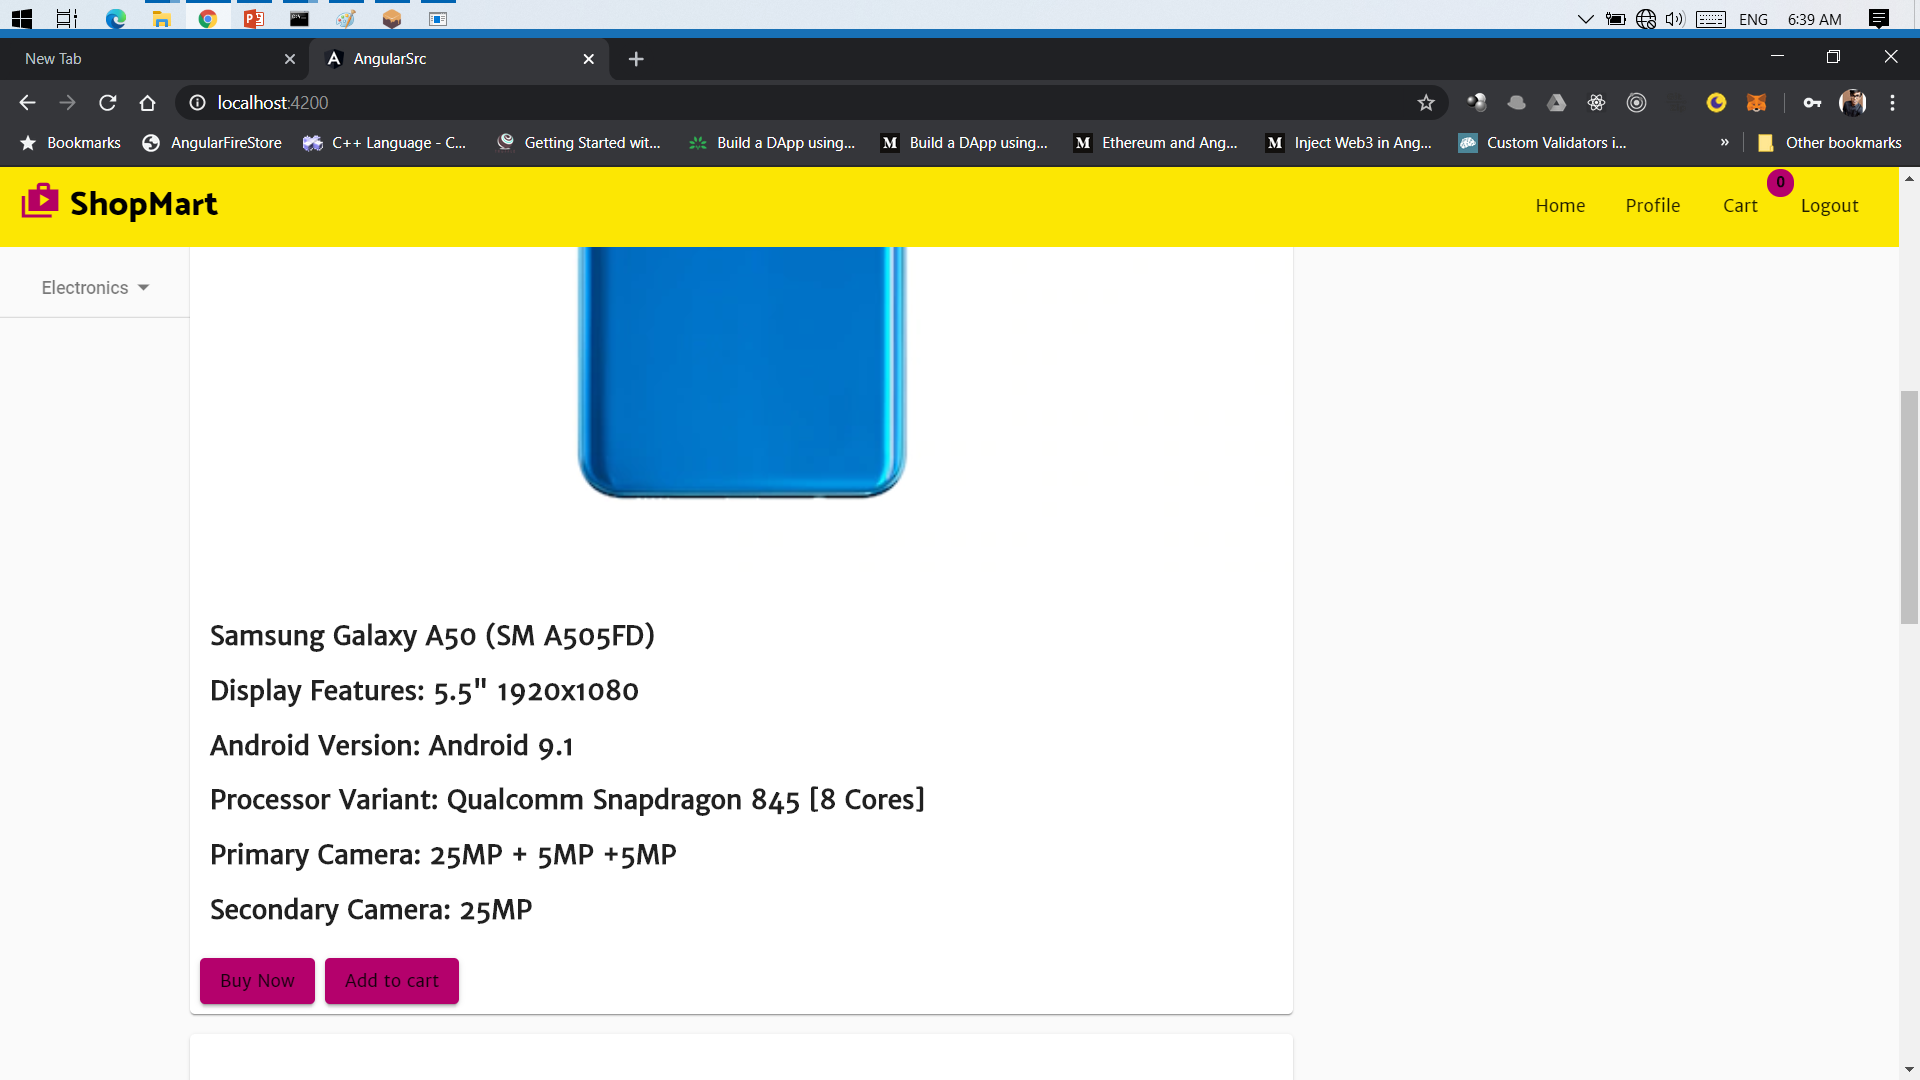 ENG 6:39 AM
New Tab AngularSrc
localhost:4200
Bookmarks AngularFireStore C++ Language - C... Getting Started wit... Build a DApp using... Build a DApp using... Ethereum and Ang... Inject Web3 in Ang... Custom Validators i... » Other bookmarks
0
ShopMart Home Profile Cart Logout
Electronics
Samsung Galaxy A50 (SM A505FD)
Display Features: 5.5" 1920x1080
Android Version: Android 9.1
Processor Variant: Qualcomm Snapdragon 845 [8 Cores]
Primary Camera: 25MP + 5MP +5MP
Secondary Camera: 25MP
Buy Now Add to cart